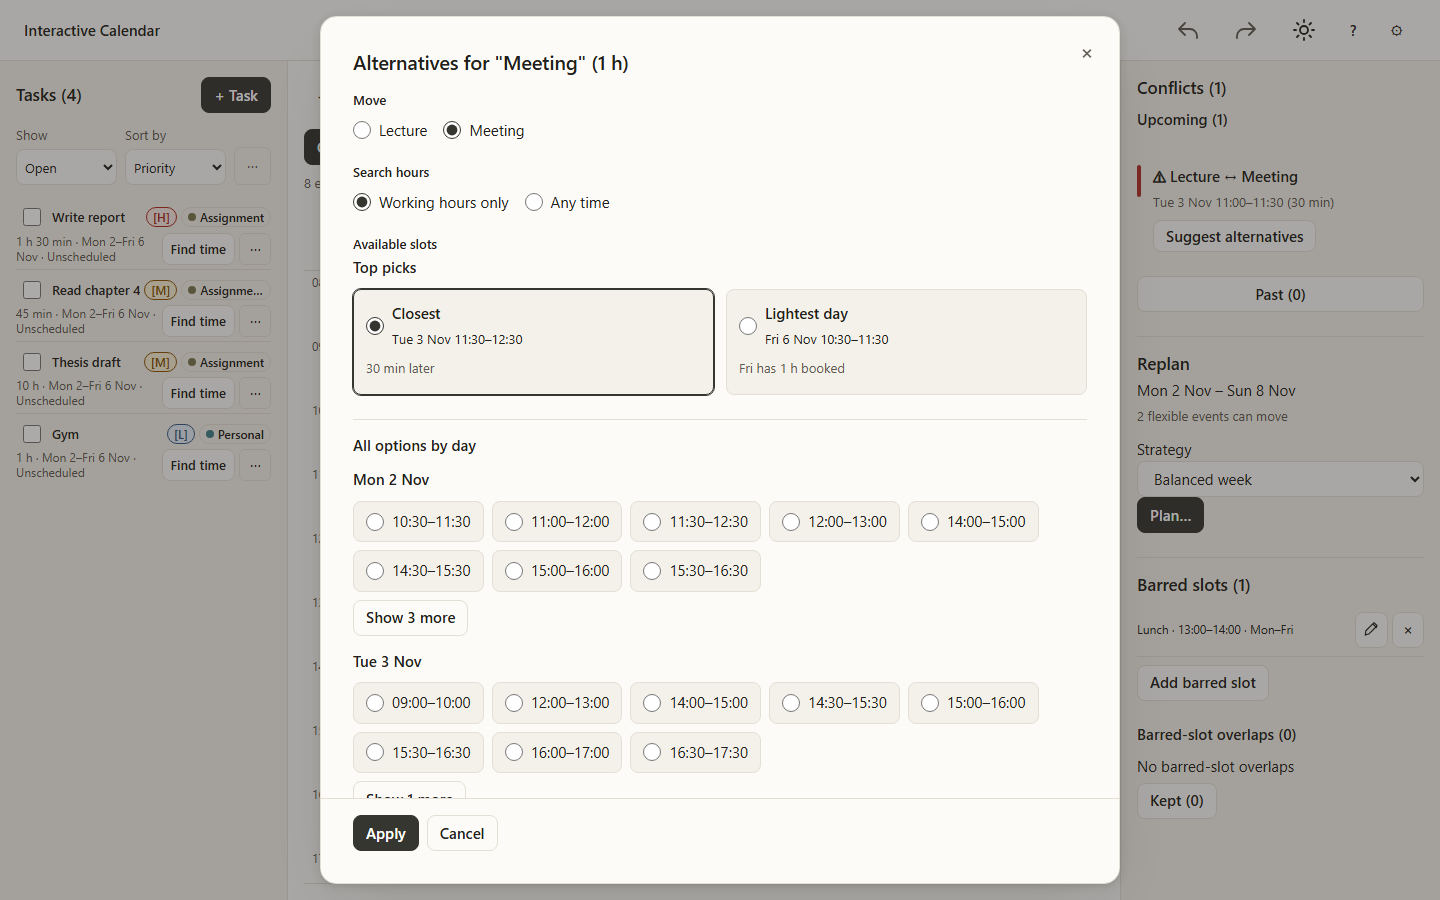 Interactive Calendar
?
Tasks (4)
+ Task
Show
Sort by
Open
Priority
...
Write report
[H]
Assignment
1 h 30 min · Mon 2–Fri 6
Nov · Unscheduled
Find time
...
Read chapter 4
[M]
Assignme...
45 min · Mon 2–Fri 6 Nov ·
Unscheduled
Find time
...
Thesis draft
[M]
Assignment
10 h · Mon 2–Fri 6 Nov ·
Unscheduled
Find time
...
Gym
[L]
Personal
1 h · Mon 2–Fri 6 Nov ·
Unscheduled
Find time
...
8 e
Alternatives for "Meeting" (1 h)
×
Move
Lecture
Meeting
Search hours
Working hours only
Any time
Available slots
Top picks
Closest
Tue 3 Nov 11:30–12:30
30 min later
Lightest day
Fri 6 Nov 10:30–11:30
Fri has 1 h booked
All options by day
Mon 2 Nov
10:30–11:30
11:00–12:00
11:30–12:30
12:00–13:00
14:00–15:00
14:30–15:30
15:00–16:00
15:30–16:30
Show 3 more
Tue 3 Nov
09:00–10:00
12:00–13:00
14:00–15:00
14:30–15:30
15:00–16:00
15:30–16:30
16:00–17:00
16:30–17:30
Show 1 more
Apply
Cancel
Conflicts (1)
Upcoming (1)
⚠ Lecture ↔ Meeting
Tue 3 Nov 11:00–11:30 (30 min)
Suggest alternatives
Past (0)
Replan
Mon 2 Nov – Sun 8 Nov
2 flexible events can move
Strategy
Balanced week
Plan...
Barred slots (1)
Lunch · 13:00–14:00 · Mon–Fri
×
Add barred slot
Barred-slot overlaps (0)
No barred-slot overlaps
Kept (0)